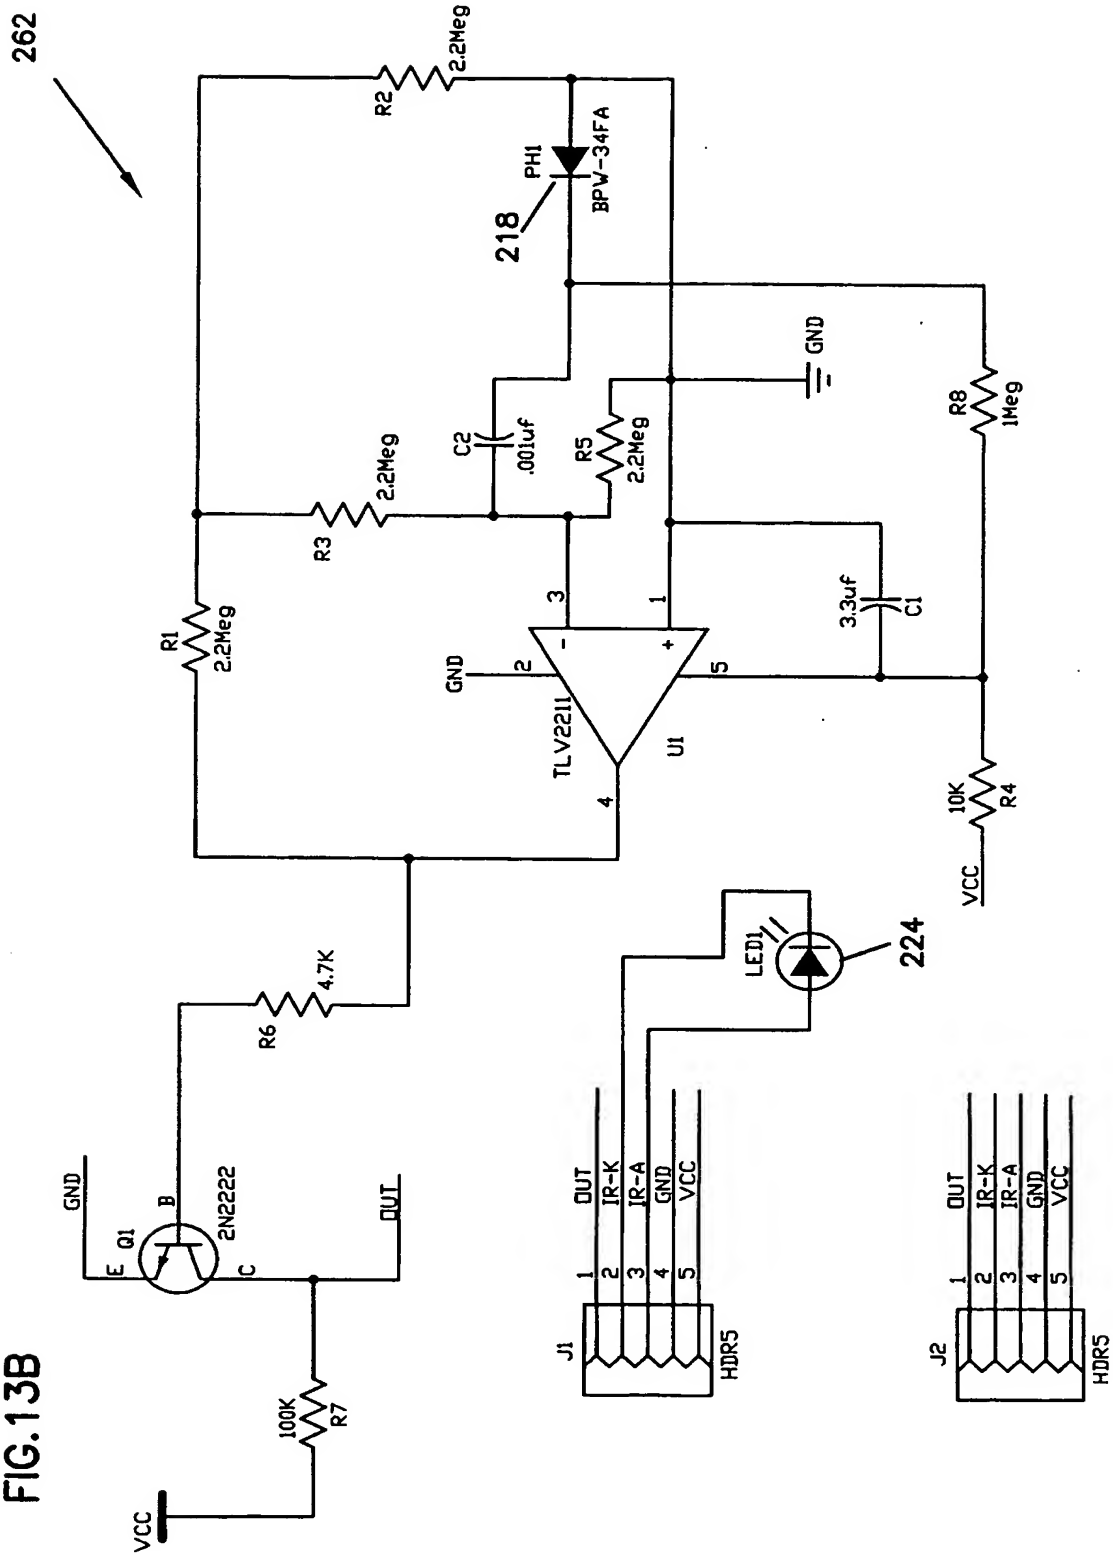 FIG.13B
262
VCC
100K
R7
GND
E
Q1
B
2N2222
C
OUT
R6
4.7K
R1
2.2Meg
R3
2.2Meg
R2
2.2Meg
PH1
BPW-34FA
218
C2
.001uf
R5
2.2Meg
GND
GND
2
3
-
1
+
TLV2211
4
U1
5
3.3uf
C1
R8
1Meg
10K
R4
VCC
LED1
224
J1
1 OUT
2 IR-K
3 IR-A
4 GND
5 VCC
HDR5
J2
1 OUT
2 IR-K
3 IR-A
4 GND
5 VCC
HDR5